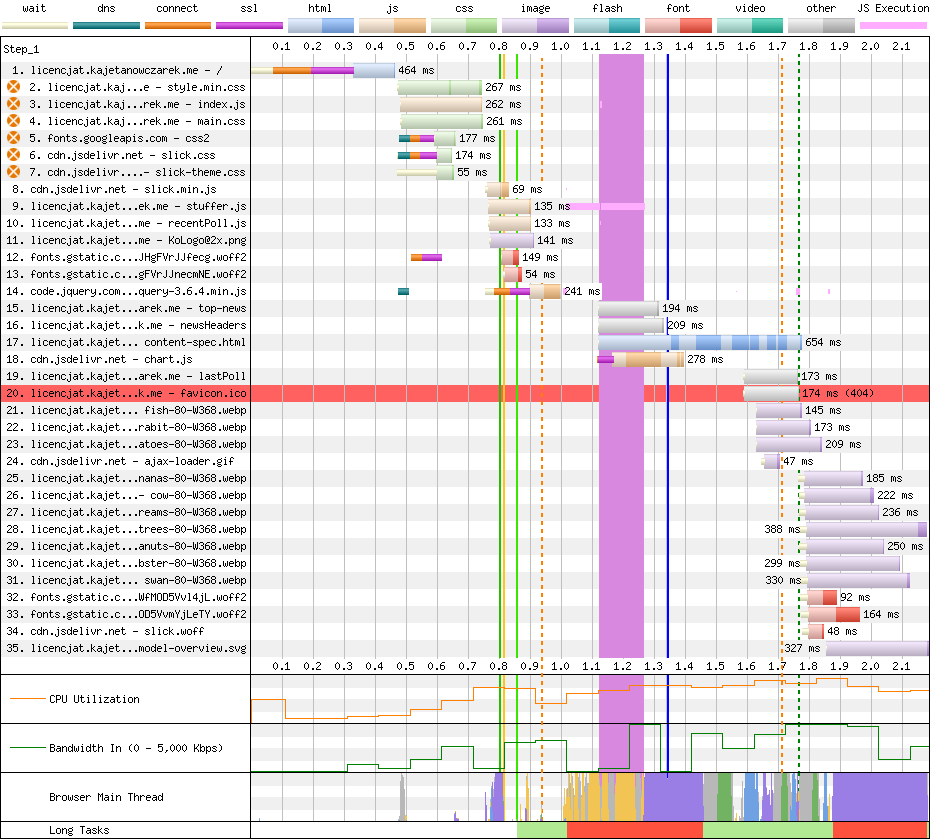 wait dns connect ssl html js css image flash font video other JS Execution
Step_1 0.1 0.2 0.3 0.4 0.5 0.6 0.7 0.8 0.9 1.0 1.1 1.2 1.3 1.4 1.5 1.6 1.7 1.8 1.9 2.0 2.1
1. licencjat.kajetanowczarek.me - / 464 ms
2. licencjat.kaj...e - style.min.css 267 ms
3. licencjat.kaj...rek.me - index.js 262 ms
4. licencjat.kaj...rek.me - main.css 261 ms
5. fonts.googleapis.com - css2 177 ms
6. cdn.jsdelivr.net - slick.css 174 ms
7. cdn.jsdelivr....- slick-theme.css 55 ms
8. cdn.jsdelivr.net - slick.min.js 69 ms
9. licencjat.kajet...ek.me - stuffer.js 135 ms
10. licencjat.kajet...me - recentPoll.js 133 ms
11. licencjat.kajet...me - KoLogo@2x.png 141 ms
12. fonts.gstatic.c...JHgFVrJJfecg.woff2 149 ms
13. fonts.gstatic.c...gFVrJJnecmNE.woff2 54 ms
14. code.jquery.com...query-3.6.4.min.js 241 ms
15. licencjat.kajet...arek.me - top-news 194 ms
16. licencjat.kajet...k.me - newsHeaders 209 ms
17. licencjat.kajet... content-spec.html 654 ms
18. cdn.jsdelivr.net - chart.js 278 ms
19. licencjat.kajet...arek.me - lastPoll 173 ms
20. licencjat.kajet...k.me - favicon.ico 174 ms (404)
21. licencjat.kajet... fish-80-W368.webp 145 ms
22. licencjat.kajet...rabit-80-W368.webp 173 ms
23. licencjat.kajet...atoes-80-W368.webp 209 ms
24. cdn.jsdelivr.net - ajax-loader.gif 47 ms
25. licencjat.kajet...nanas-80-W368.webp 185 ms
26. licencjat.kajet...- cow-80-W368.webp 222 ms
27. licencjat.kajet...reams-80-W368.webp 236 ms
28. licencjat.kajet...trees-80-W368.webp 388 ms
29. licencjat.kajet...anuts-80-W368.webp 250 ms
30. licencjat.kajet...bster-80-W368.webp 299 ms
31. licencjat.kajet... swan-80-W368.webp 330 ms
32. fonts.gstatic.c...WfMOD5Vvl4jL.woff2 92 ms
33. fonts.gstatic.c...OD5VvmYjLeTY.woff2 164 ms
34. cdn.jsdelivr.net - slick.woff 48 ms
35. licencjat.kajet...model-overview.svg 327 ms
0.1 0.2 0.3 0.4 0.5 0.6 0.7 0.8 0.9 1.0 1.1 1.2 1.3 1.4 1.5 1.6 1.7 1.8 1.9 2.0 2.1
CPU Utilization
Bandwidth In (0 - 5,000 Kbps)
Browser Main Thread
Long Tasks